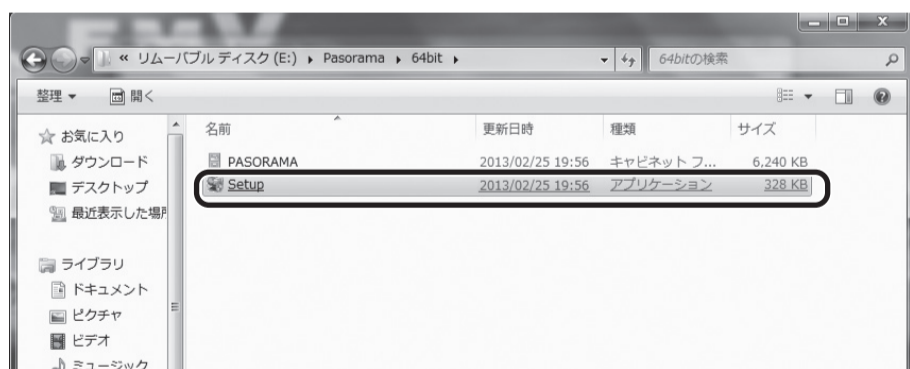 « リムーバブル ディスク (E:) ▸ Pasorama ▸ 64bit ▸ 64bitの検索
整理 ▼ 開く
名前 更新日時 種類 サイズ
PASORAMA 2013/02/25 19:56 キャビネット フ... 6,240 KB
Setup 2013/02/25 19:56 アプリケーション 328 KB
お気に入り
ダウンロード
デスクトップ
最近表示した場所
ライブラリ
ドキュメント
ピクチャ
ビデオ
ミュージック